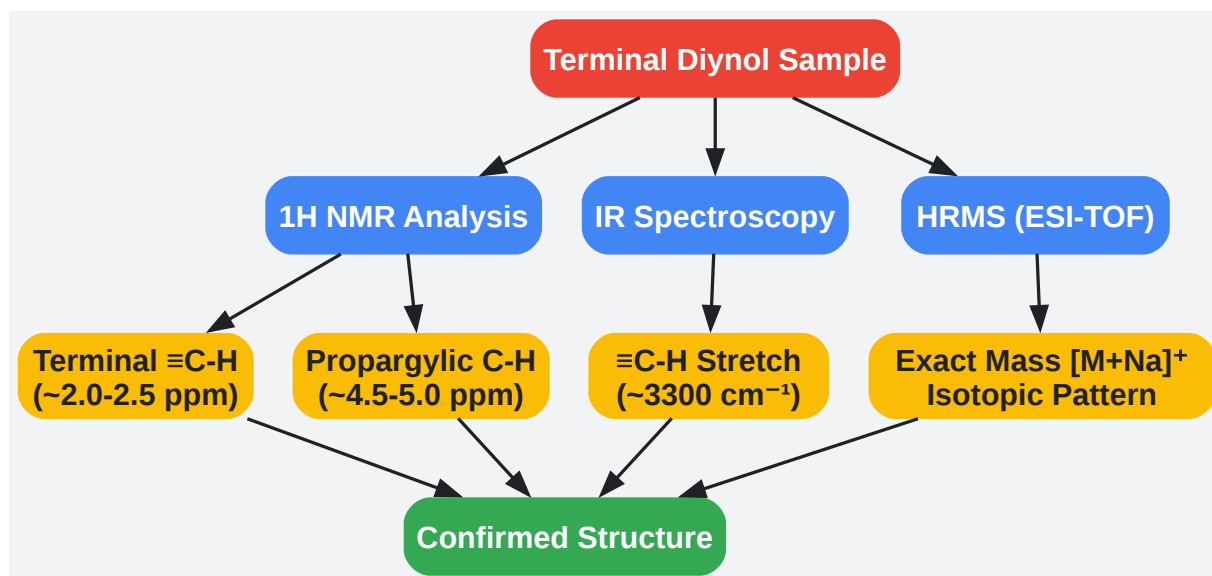 Terminal Diynol Sample
1H NMR Analysis
IR Spectroscopy
HRMS (ESI-TOF)
Terminal ≡C-H
(~2.0-2.5 ppm)
Propargylic C-H
(~4.5-5.0 ppm)
≡C-H Stretch
(~3300 cm⁻¹)
Exact Mass [M+Na]⁺
Isotopic Pattern
Confirmed Structure